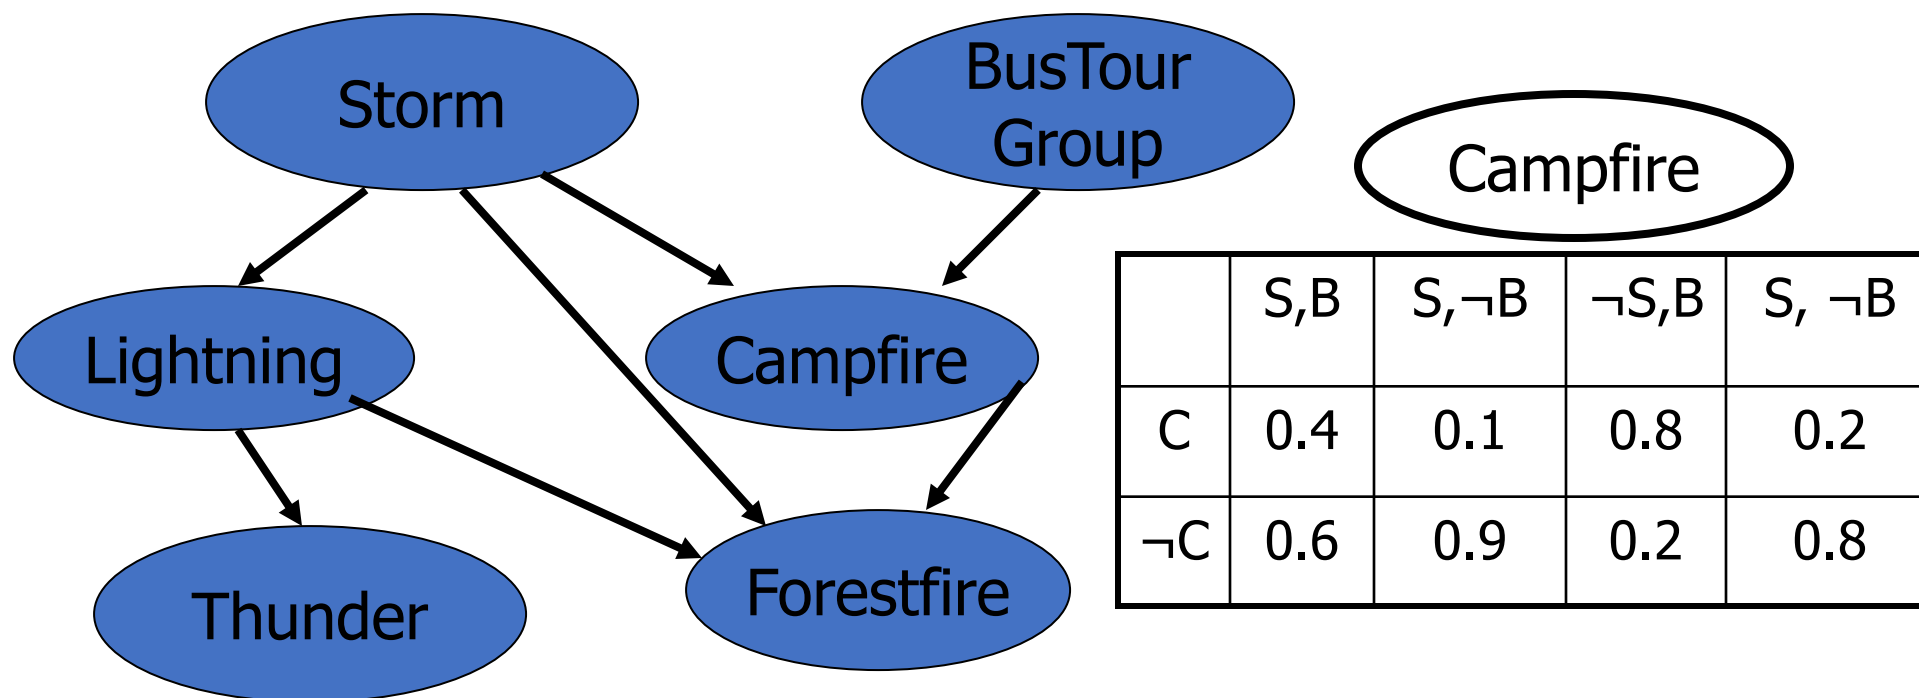 Storm
BusTour
Group
Lightning
Campfire
Thunder
Forestfire
Campfire
S,B S,¬B ¬S,B S, ¬B
C 0.4 0.1 0.8 0.2
¬C 0.6 0.9 0.2 0.8